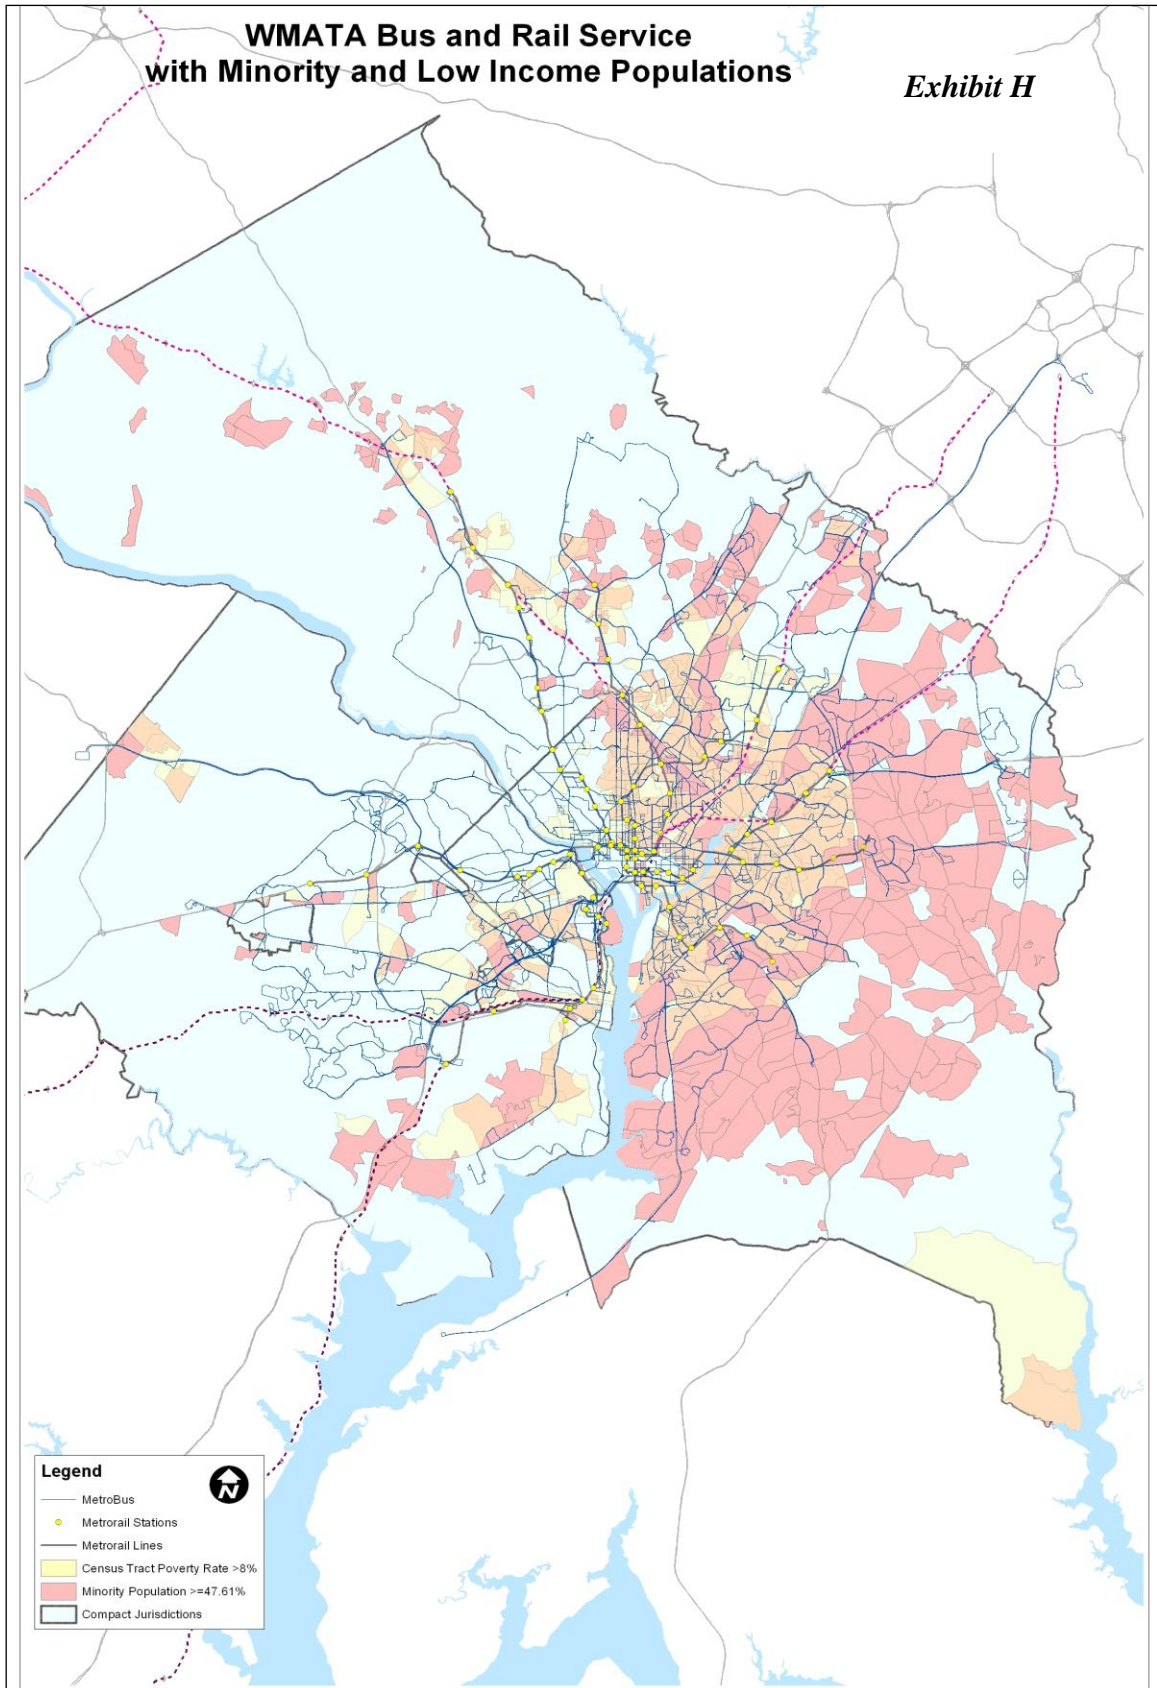 WMATA Bus and Rail Service
with Minority and Low Income Populations
Exhibit H
Legend
N
MetroBus
Metrorail Stations
Metrorail Lines
Census Tract Poverty Rate >8%
Minority Population >=47.61%
Compact Jurisdictions